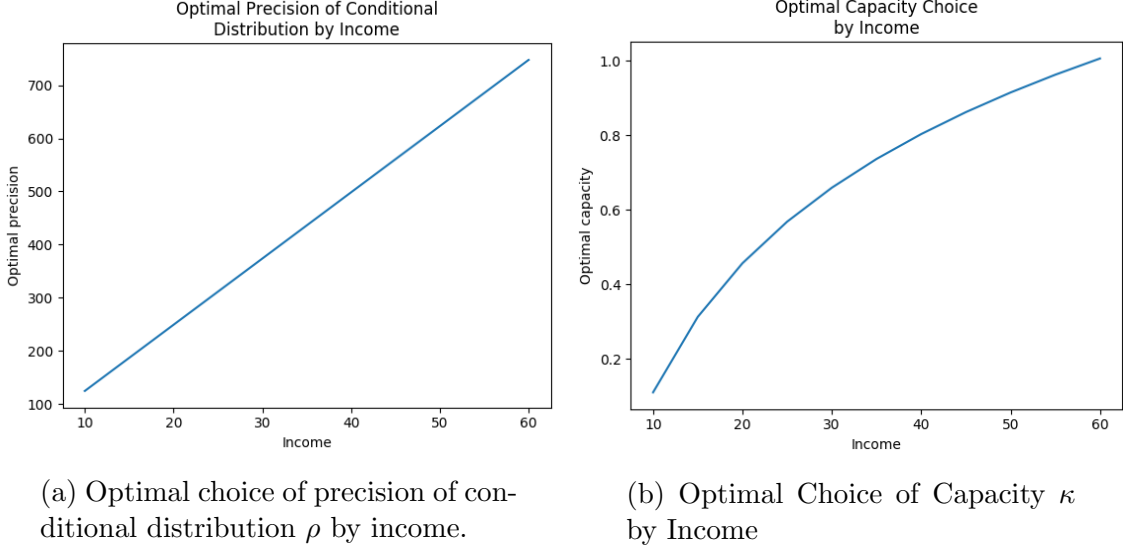 Optimal Precision of Conditional
Distribution by Income
700
600
500
400
300
200
100
Optimal precision
10 20 30 40 50 60
Income
(a) Optimal choice of precision of con-
ditional distribution ρ by income.
Optimal Capacity Choice
by Income
1.0
0.8
0.6
0.4
0.2
Optimal capacity
10 20 30 40 50 60
Income
(b) Optimal Choice of Capacity κ
by Income